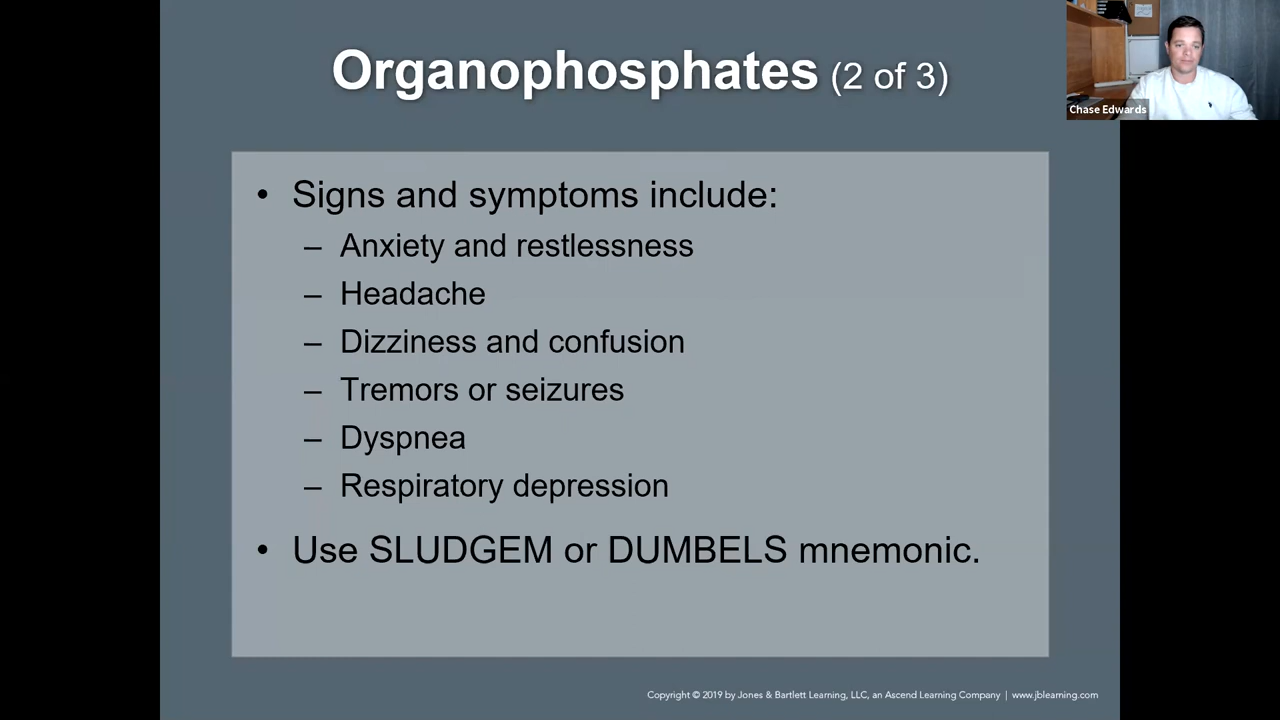 Organophosphates (2 of 3)
Chase Edwards
• Signs and symptoms include:
– Anxiety and restlessness
– Headache
– Dizziness and confusion
– Tremors or seizures
– Dyspnea
– Respiratory depression
• Use SLUDGEM or DUMBELS mnemonic.
Copyright © 2019 by Jones & Bartlett Learning, LLC, an Ascend Learning Company | www.jblearning.com